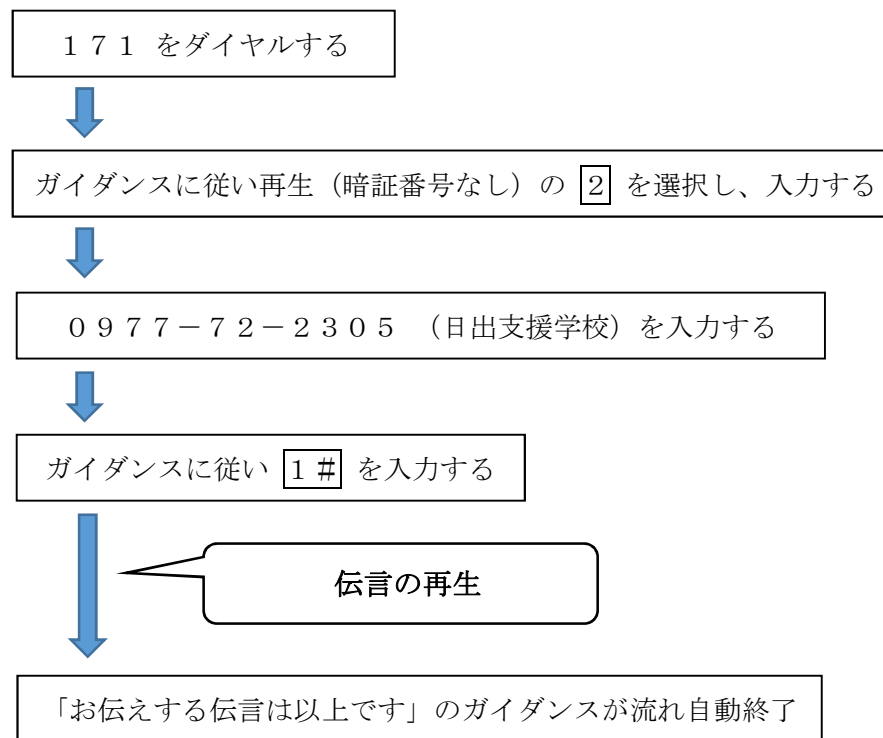 １７１ をダイヤルする
ガイダンスに従い再生（暗証番号なし）の ２ を選択し、入力する
０９７７－７２－２３０５ （日出支援学校）を入力する
ガイダンスに従い １＃ を入力する
伝言の再生
「お伝えする伝言は以上です」のガイダンスが流れ自動終了